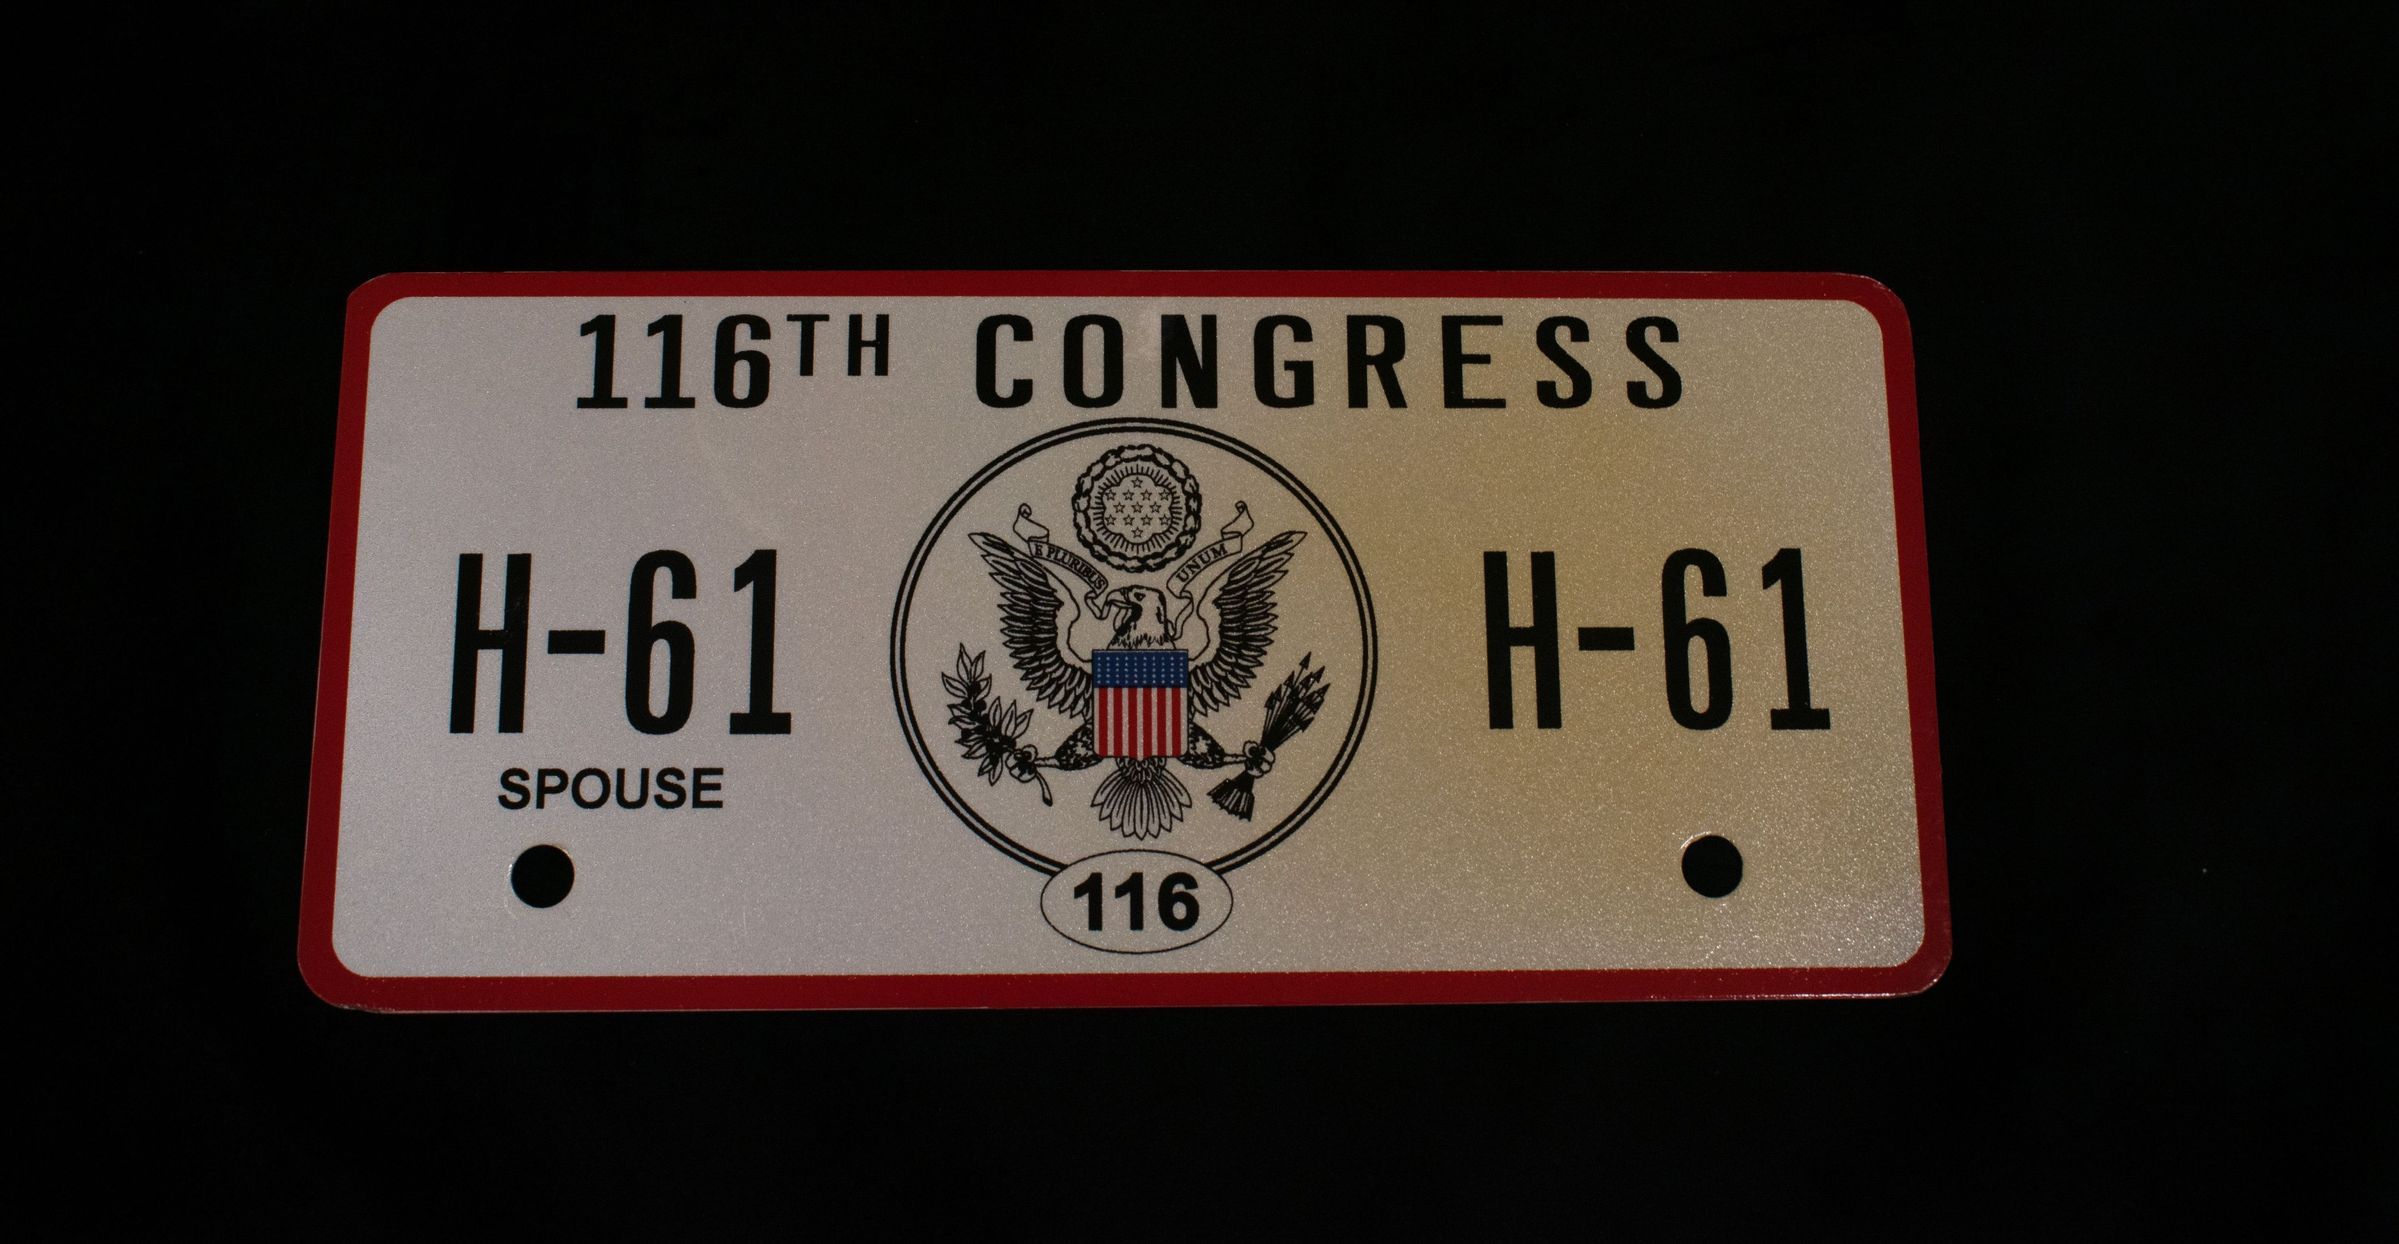 116TH CONGRESS
E PLURIBUS UNUM
H-61 H-61
SPOUSE
116